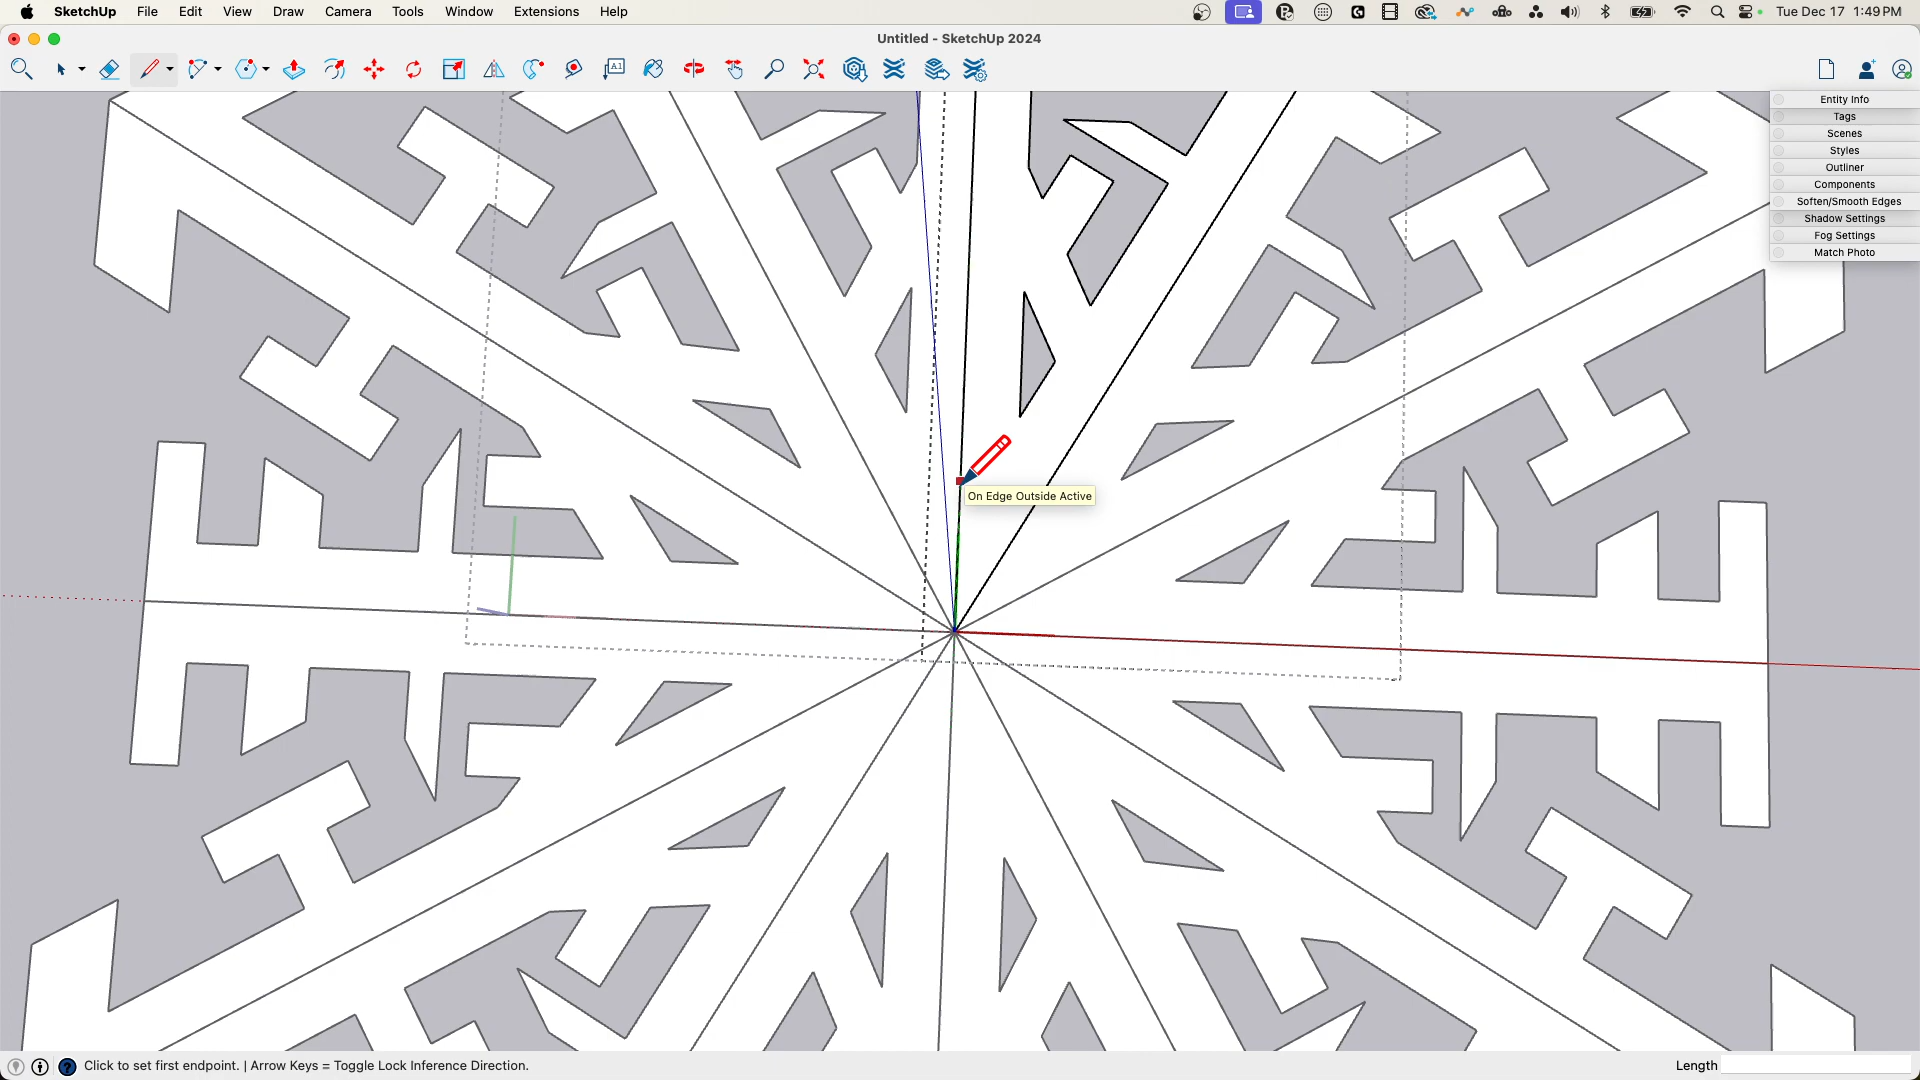 SketchUp File Edit View Draw Camera Tools Window Extensions Help Tue Dec 17 1:49 PM
Untitled - SketchUp 2024
A1
Entity Info
Tags
Scenes
Styles
Outliner
Components
Soften/Smooth Edges
Shadow Settings
Fog Settings
Match Photo
On Edge Outside Active
Click to set first endpoint. | Arrow Keys = Toggle Lock Inference Direction. Length